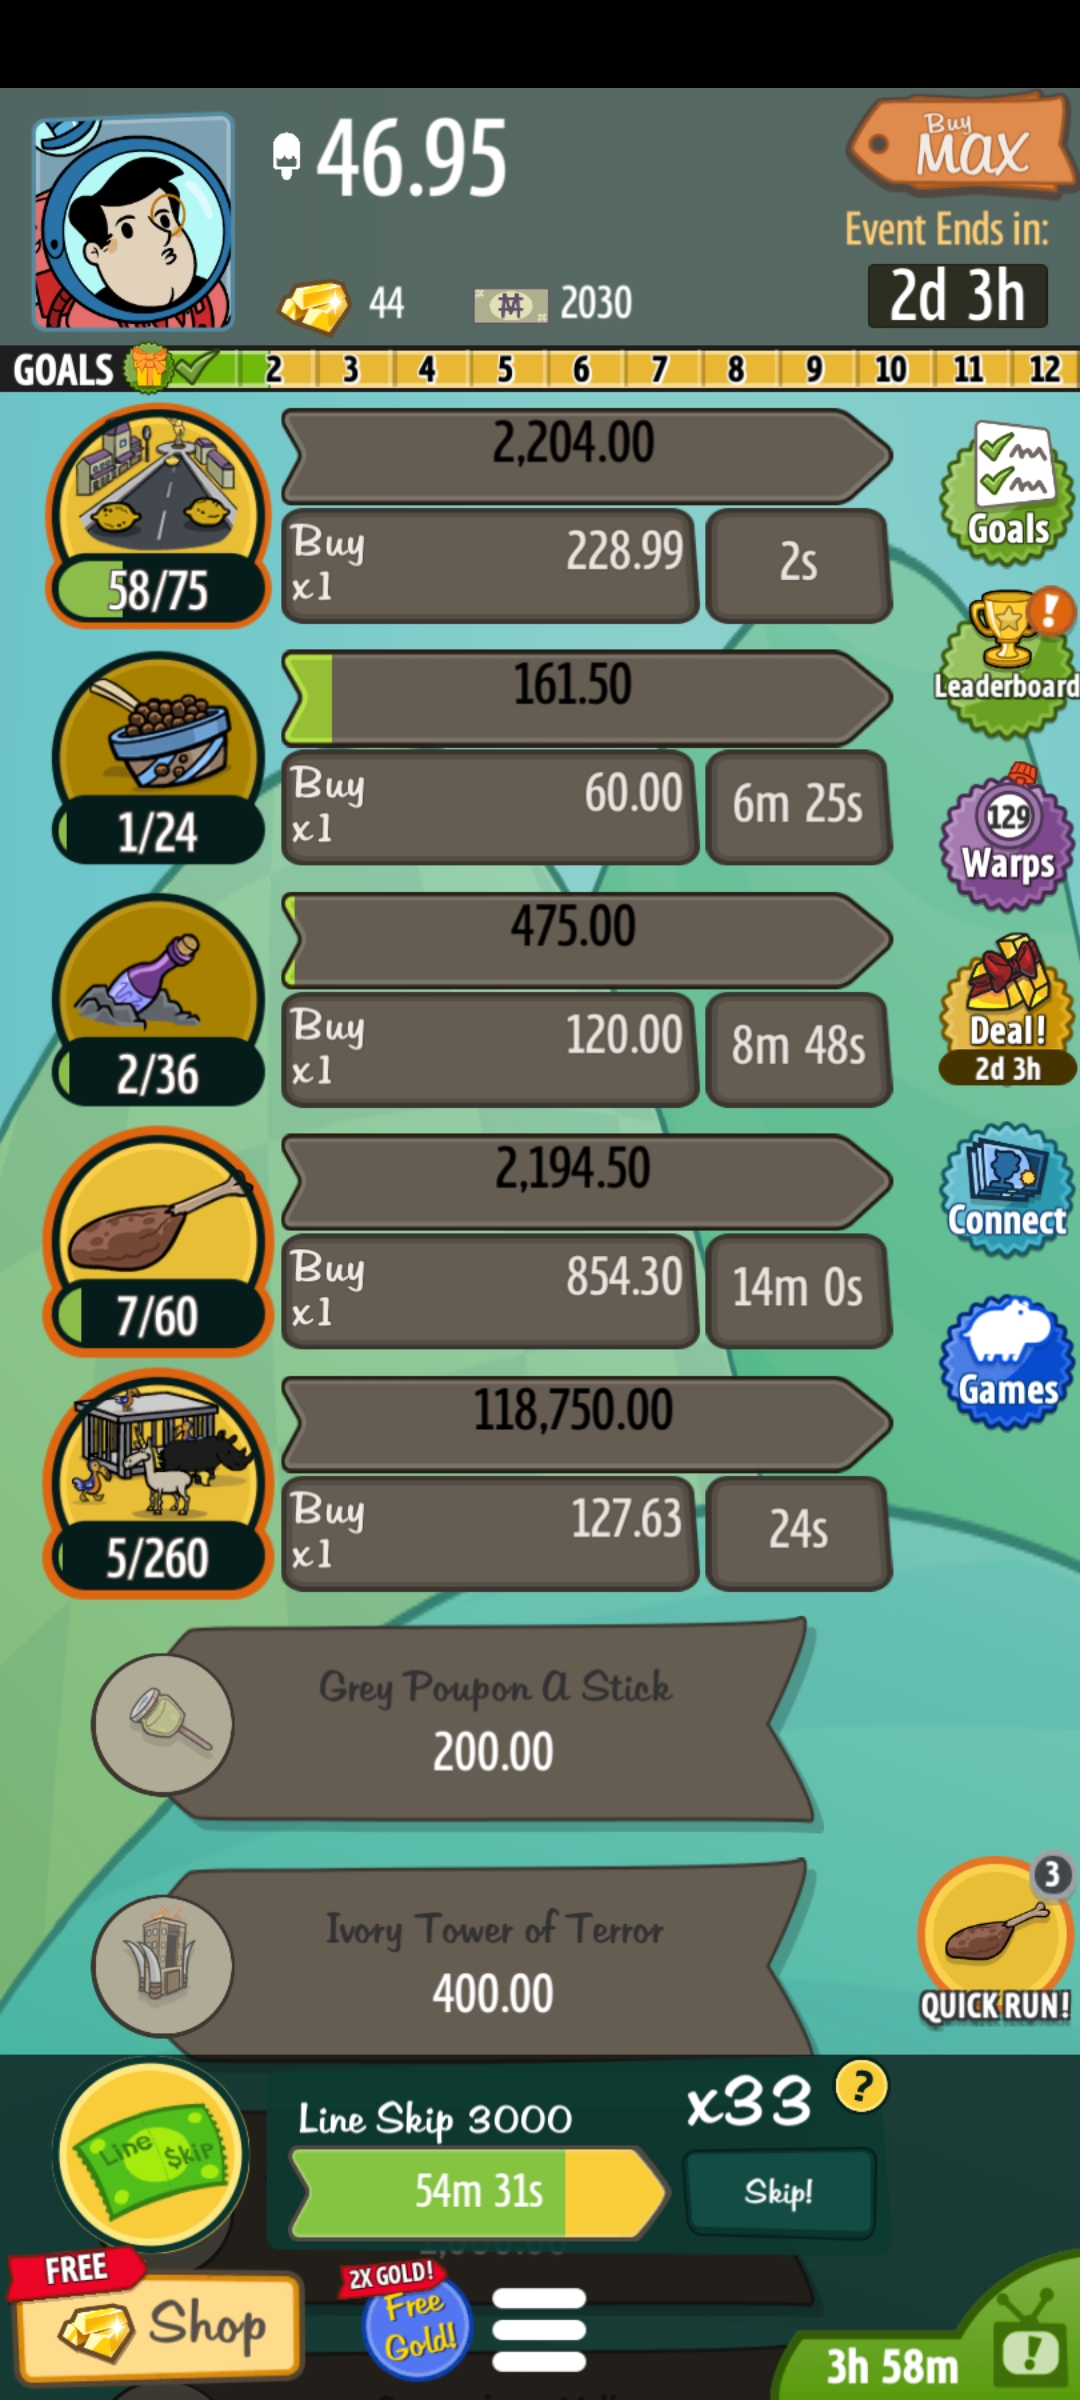 46.95
Buy
MAX
Event Ends in:
44
2030
2d 3h
GOALS 2 3 4 5 6 7 8 9 10 11 12
2,204.00
Buy
x1
228.99
2s
58/75
Goals
161.50
Buy
x1
60.00
6m 25s
1/24
Leaderboard
!
475.00
Buy
x1
120.00
8m 48s
2/36
129
Warps
Deal!
2d 3h
2,194.50
Buy
x1
854.30
14m 0s
7/60
Connect
118,750.00
Buy
x1
127.63
24s
5/260
Games
Grey Poupon A Stick
200.00
Ivory Tower of Terror
400.00
3
QUICK RUN!
Line $kip
Line Skip 3000
x33
?
54m 31s
Skip!
FREE
Shop
2X GOLD!
Free
Gold!
3h 58m
!